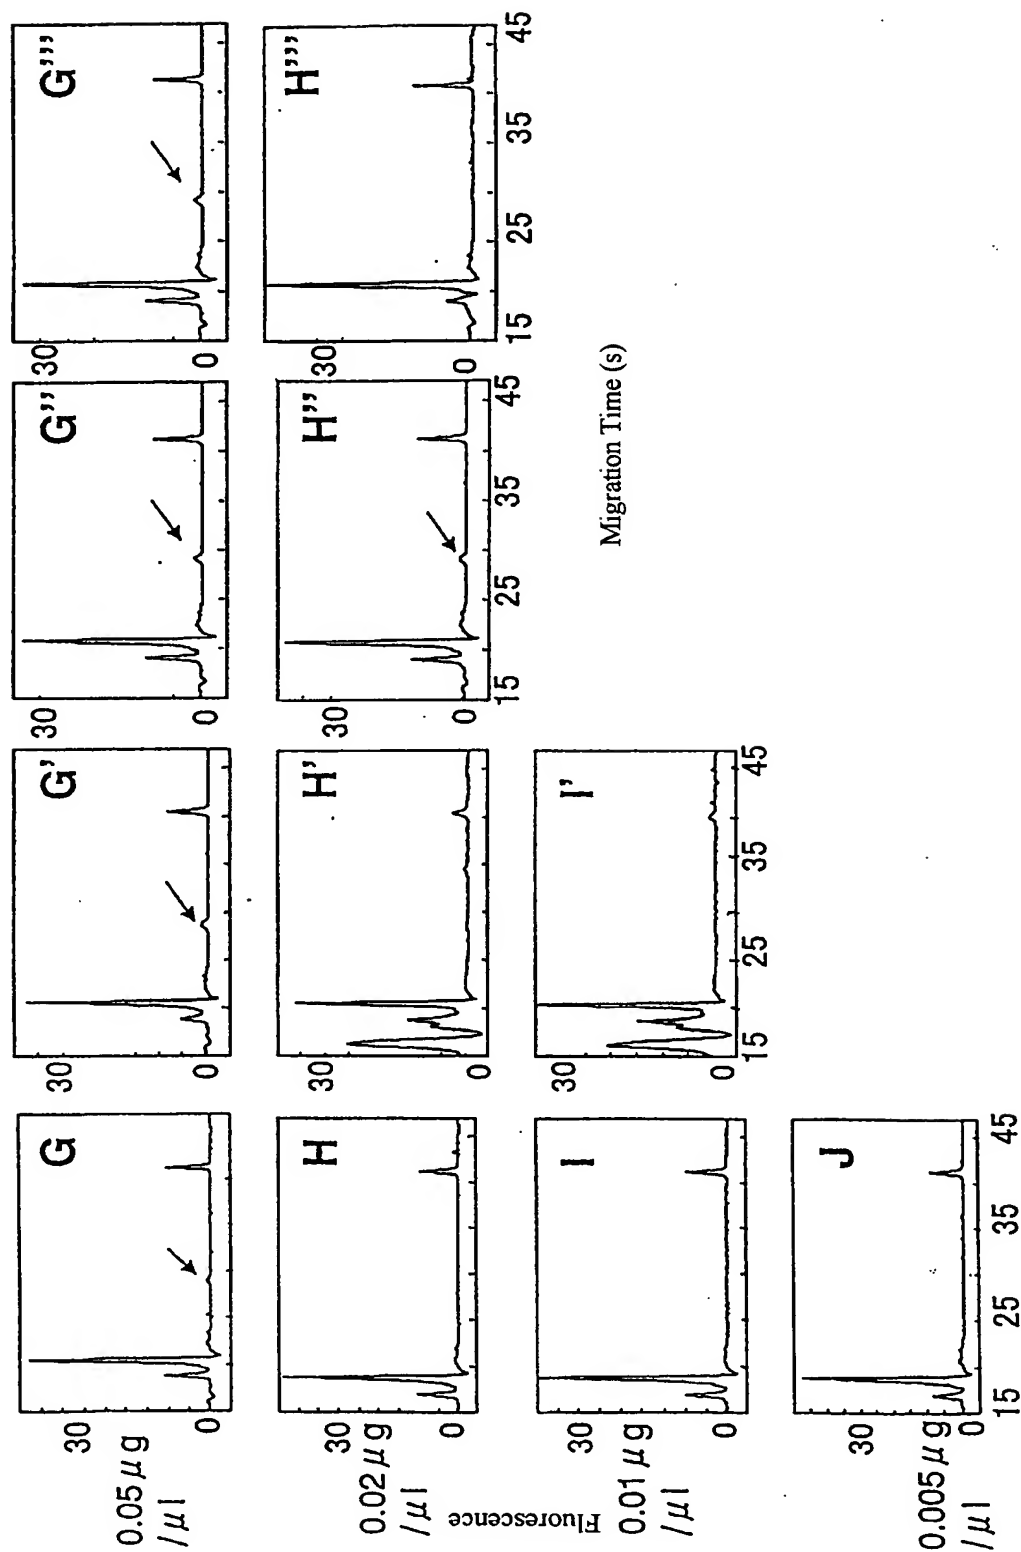 G
G'
G''
G'''
30
0
30
0
30
0
30
0
0.05 μg
/μl
H
H'
H''
H'''
30
0
30
0
30
0
30
0
0.02 μg
/μl
15 25 35 45
15 25 35 45
Fluorescence
I
I'
30
0
30
0
0.01 μg
/μl
15 25 35 45
Migration Time (s)
J
30
0
0.005 μg
/μl
15 25 35 45